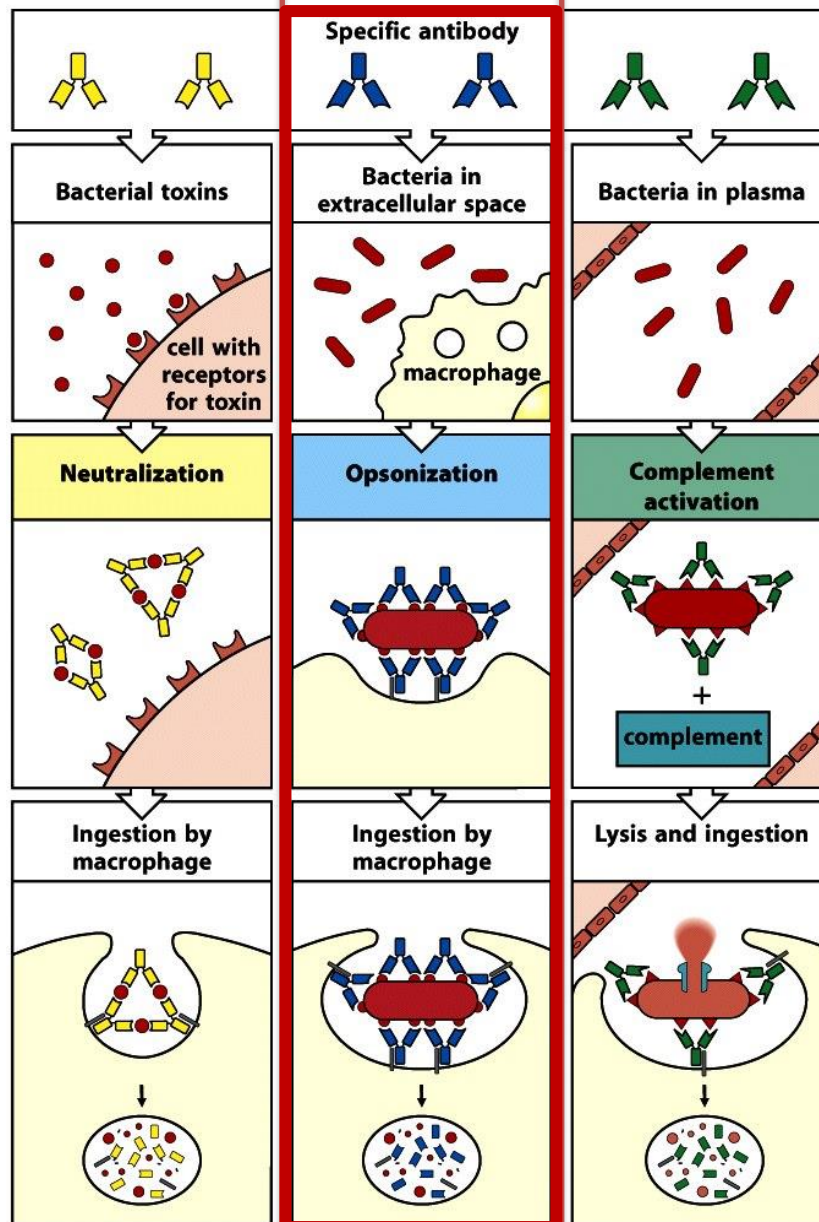 Specific antibody
Bacterial toxins
Bacteria in
extracellular space
Bacteria in plasma
cell with
receptors
for toxin
macrophage
Neutralization
Opsonization
Complement
activation
+
complement
Ingestion by
macrophage
Ingestion by
macrophage
Lysis and ingestion